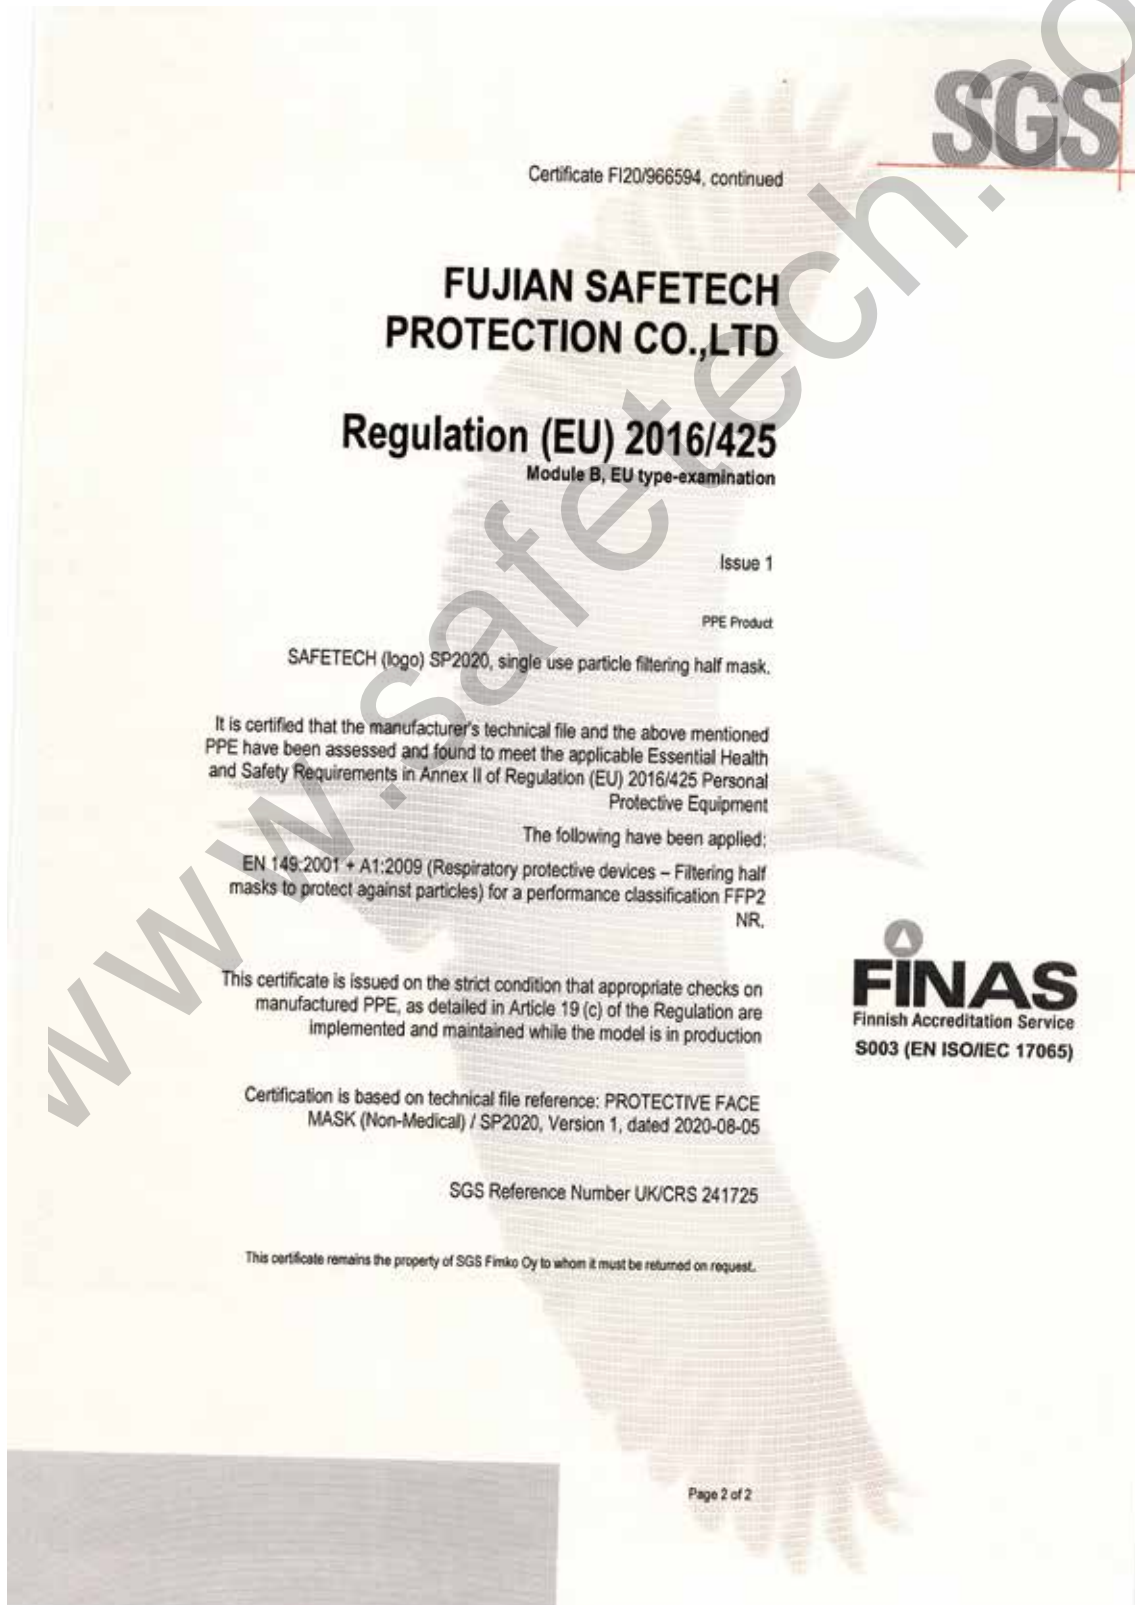 SGS
Certificate FI20/966594, continued
FUJIAN SAFETECH
PROTECTION CO.,LTD
Regulation (EU) 2016/425
Module B, EU type-examination
Issue 1
PPE Product
SAFETECH (logo) SP2020, single use particle filtering half mask.
It is certified that the manufacturer's technical file and the above mentioned
PPE have been assessed and found to meet the applicable Essential Health
and Safety Requirements in Annex II of Regulation (EU) 2016/425 Personal
Protective Equipment
The following have been applied:
EN 149:2001 + A1:2009 (Respiratory protective devices – Filtering half
masks to protect against particles) for a performance classification FFP2
NR.
This certificate is issued on the strict condition that appropriate checks on
manufactured PPE, as detailed in Article 19 (c) of the Regulation are
implemented and maintained while the model is in production
FINAS
Finnish Accreditation Service
S003 (EN ISO/IEC 17065)
Certification is based on technical file reference: PROTECTIVE FACE
MASK (Non-Medical) / SP2020, Version 1, dated 2020-08-05
SGS Reference Number UK/CRS 241725
This certificate remains the property of SGS Fimko Oy to whom it must be returned on request.
Page 2 of 2
www.safetech.co